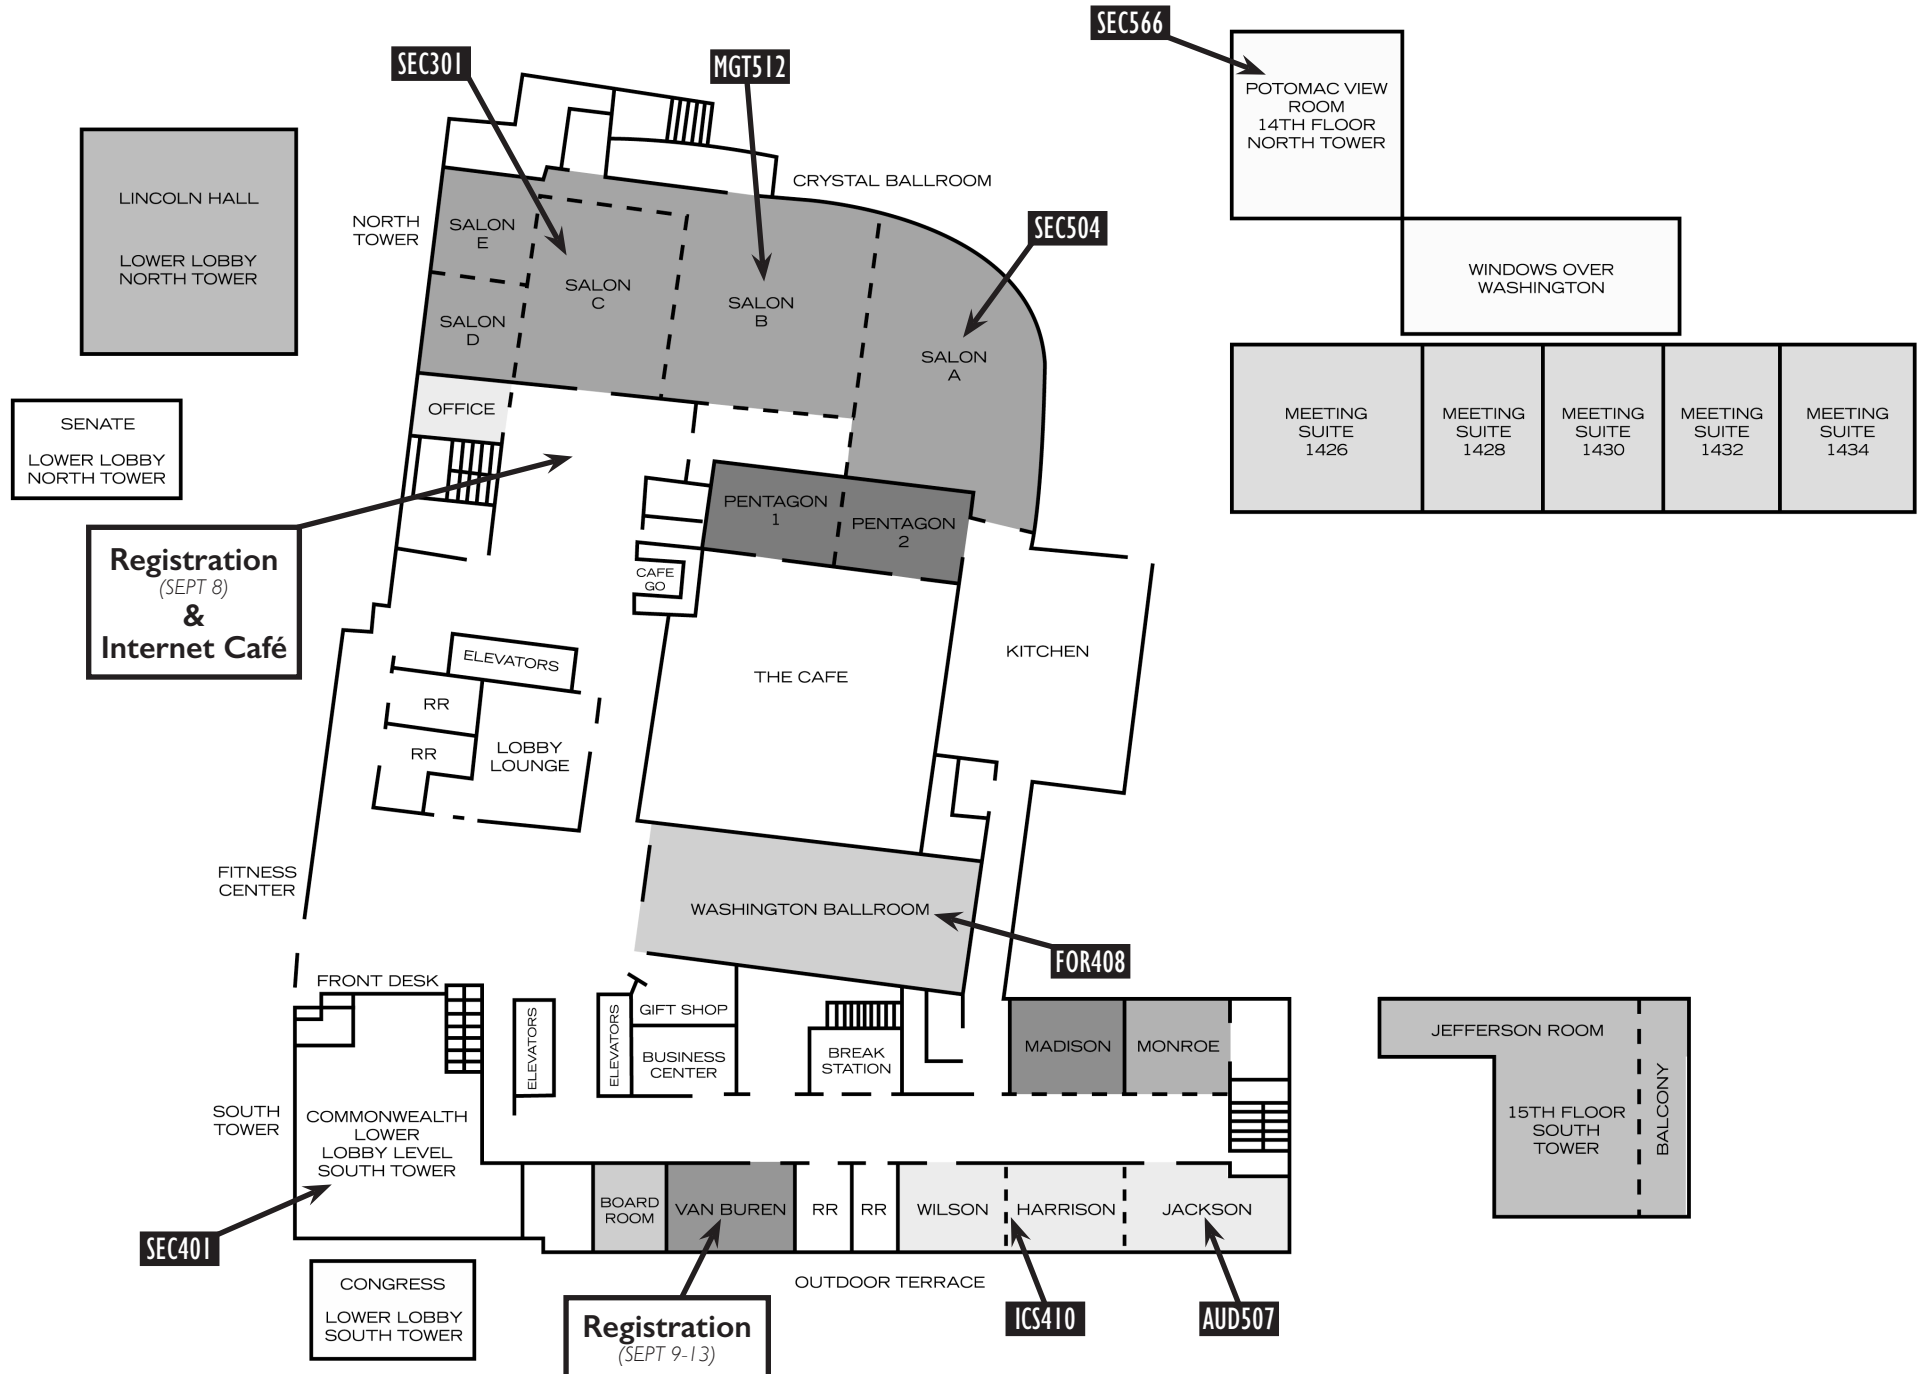 SEC566
SEC301
MGT512
POTOMAC VIEW
ROOM
14TH FLOOR
NORTH TOWER
CRYSTAL BALLROOM
LINCOLN HALL
LOWER LOBBY
NORTH TOWER
NORTH
TOWER
SALON
E
SEC504
SALON
C
SALON
B
WINDOWS OVER
WASHINGTON
SALON
D
SALON
A
OFFICE
SENATE
LOWER LOBBY
NORTH TOWER
MEETING
SUITE
1426
MEETING
SUITE
1428
MEETING
SUITE
1430
MEETING
SUITE
1432
MEETING
SUITE
1434
PENTAGON
1
PENTAGON
2
Registration
(SEPT 8)
&
Internet Café
CAFE
GO
KITCHEN
ELEVATORS
THE CAFE
RR
RR
LOBBY
LOUNGE
FITNESS
CENTER
WASHINGTON BALLROOM
FOR408
FRONT DESK
GIFT SHOP
ELEVATORS
ELEVATORS
BUSINESS
CENTER
BREAK
STATION
MADISON
MONROE
JEFFERSON ROOM
15TH FLOOR
SOUTH
TOWER
BALCONY
SOUTH
TOWER
COMMONWEALTH
LOWER
LOBBY LEVEL
SOUTH TOWER
BOARD
ROOM
VAN BUREN
RR
RR
WILSON
HARRISON
JACKSON
SEC401
CONGRESS
LOWER LOBBY
SOUTH TOWER
OUTDOOR TERRACE
Registration
(SEPT 9-13)
ICS410
AUD507